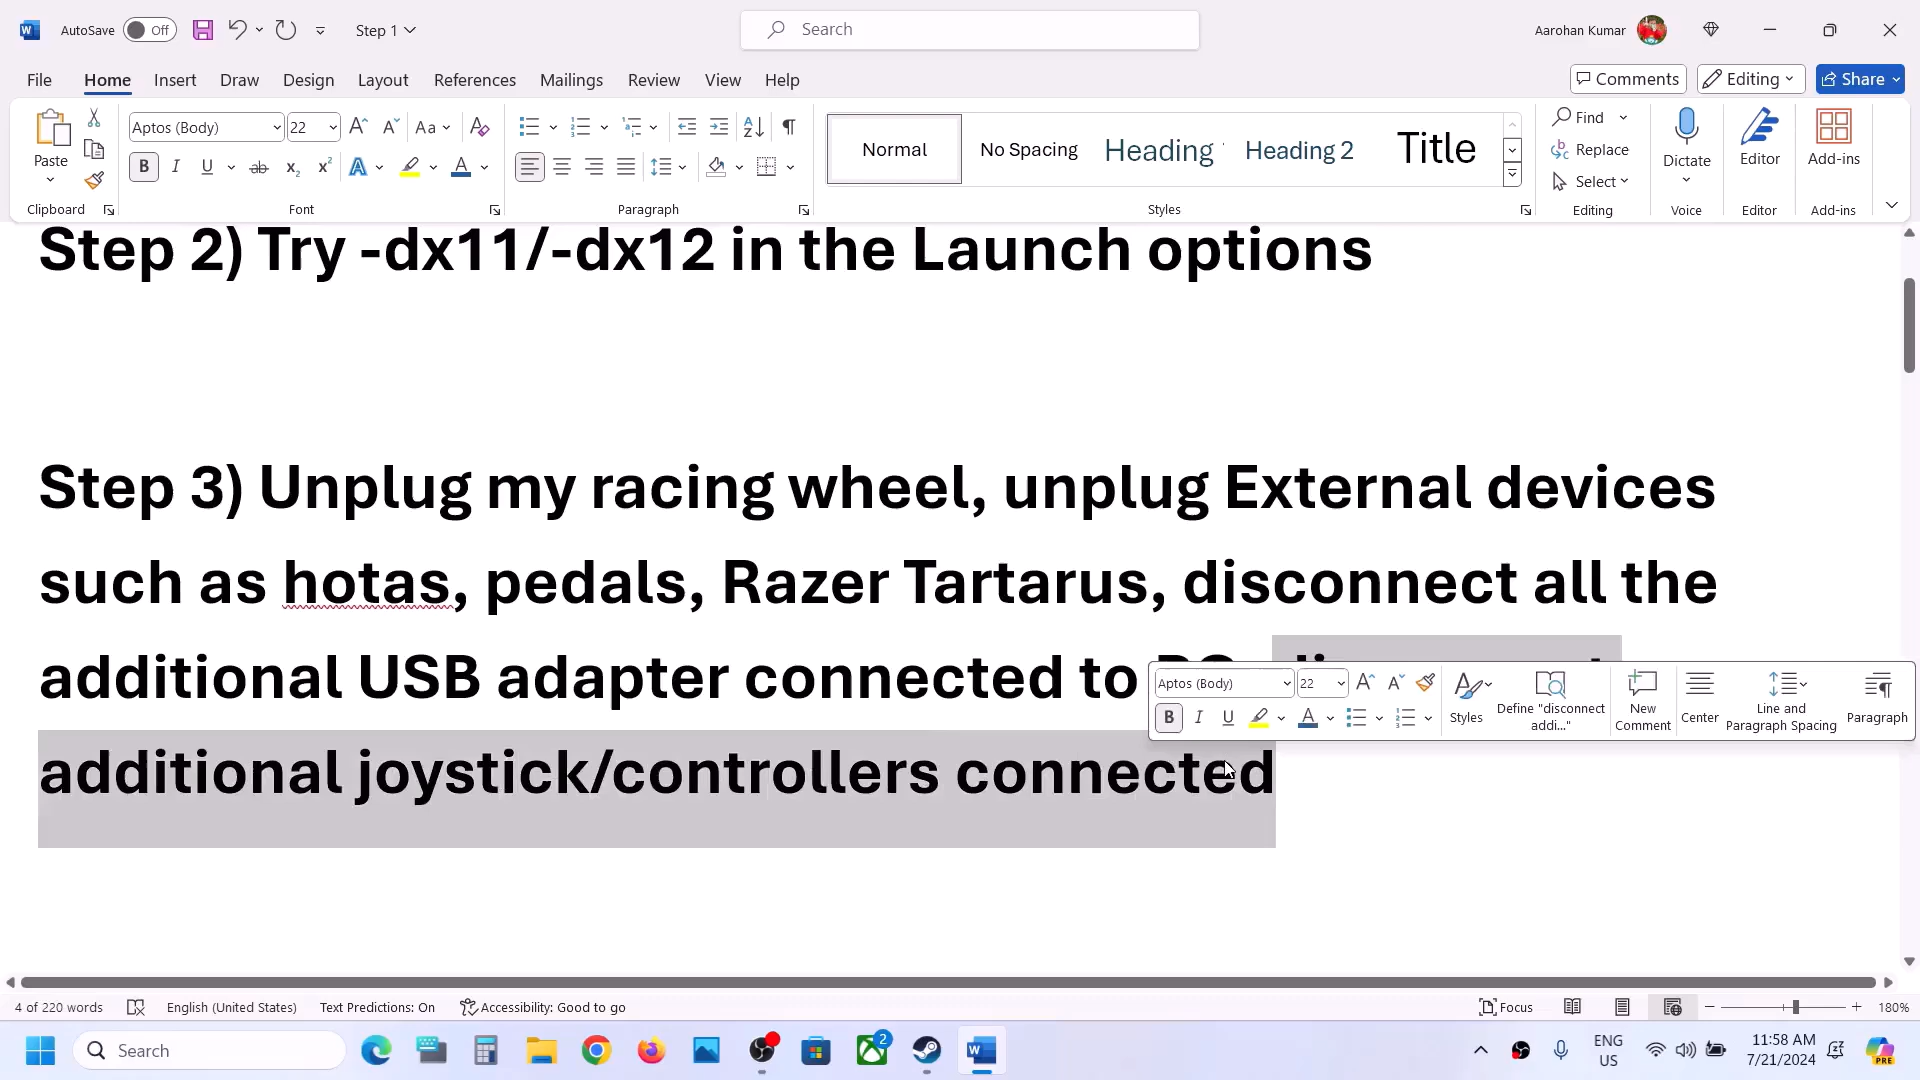 AutoSave Off Step 1 Search Aarohan Kumar
File Home Insert Draw Design Layout References Mailings Review View Help Comments Editing Share
Paste Aptos (Body) 22 Aa Normal No Spacing Heading Heading 2 Title Find Replace Select Dictate Editor Add-ins
Clipboard Font Paragraph Styles Editing Voice Editor Add-ins
Step 2) Try -dx11/-dx12 in the Launch options
Step 3) Unplug my racing wheel, unplug External devices
such as hotas, pedals, Razer Tartarus, disconnect all the
additional USB adapter connected to
Aptos (Body) 22 Styles Define "disconnect addi..." New Comment Center Line and Paragraph Spacing Paragraph
additional joystick/controllers connected
4 of 220 words English (United States) Text Predictions: On Accessibility: Good to go Focus 180%
Search 2 ENG US 11:58 AM 7/21/2024 PRE